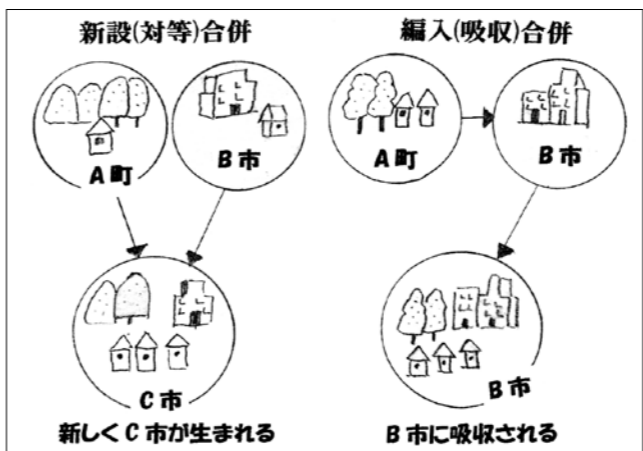 新設(対等)合併
A町
B市
C市
新しくC市が生まれる
編入(吸収)合併
A町
B市
B市
B市に吸収される